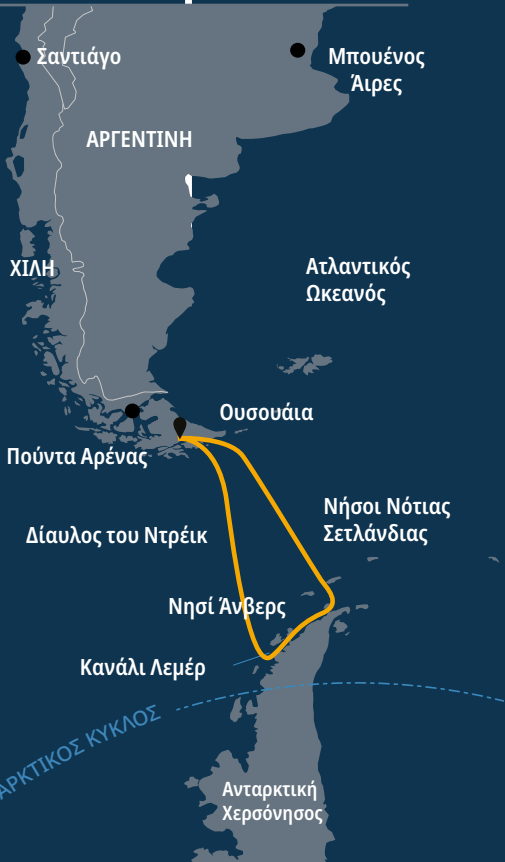 Σαντιάγο
Μπουένος
Άιρες
ΑΡΓΕΝΤΙΝΗ
ΧΙΛΗ
Ατλαντικός
Ωκεανός
Ουσουάια
Πούντα Αρένας
Νήσοι Νότιας
Σετλάνδιας
Δίαυλος του Ντρέικ
Νησί Άνβερς
Κανάλι Λεμέρ
ΑΡΚΤΙΚΟΣ ΚΥΚΛΟΣ
Ανταρκτική
Χερσόνησος